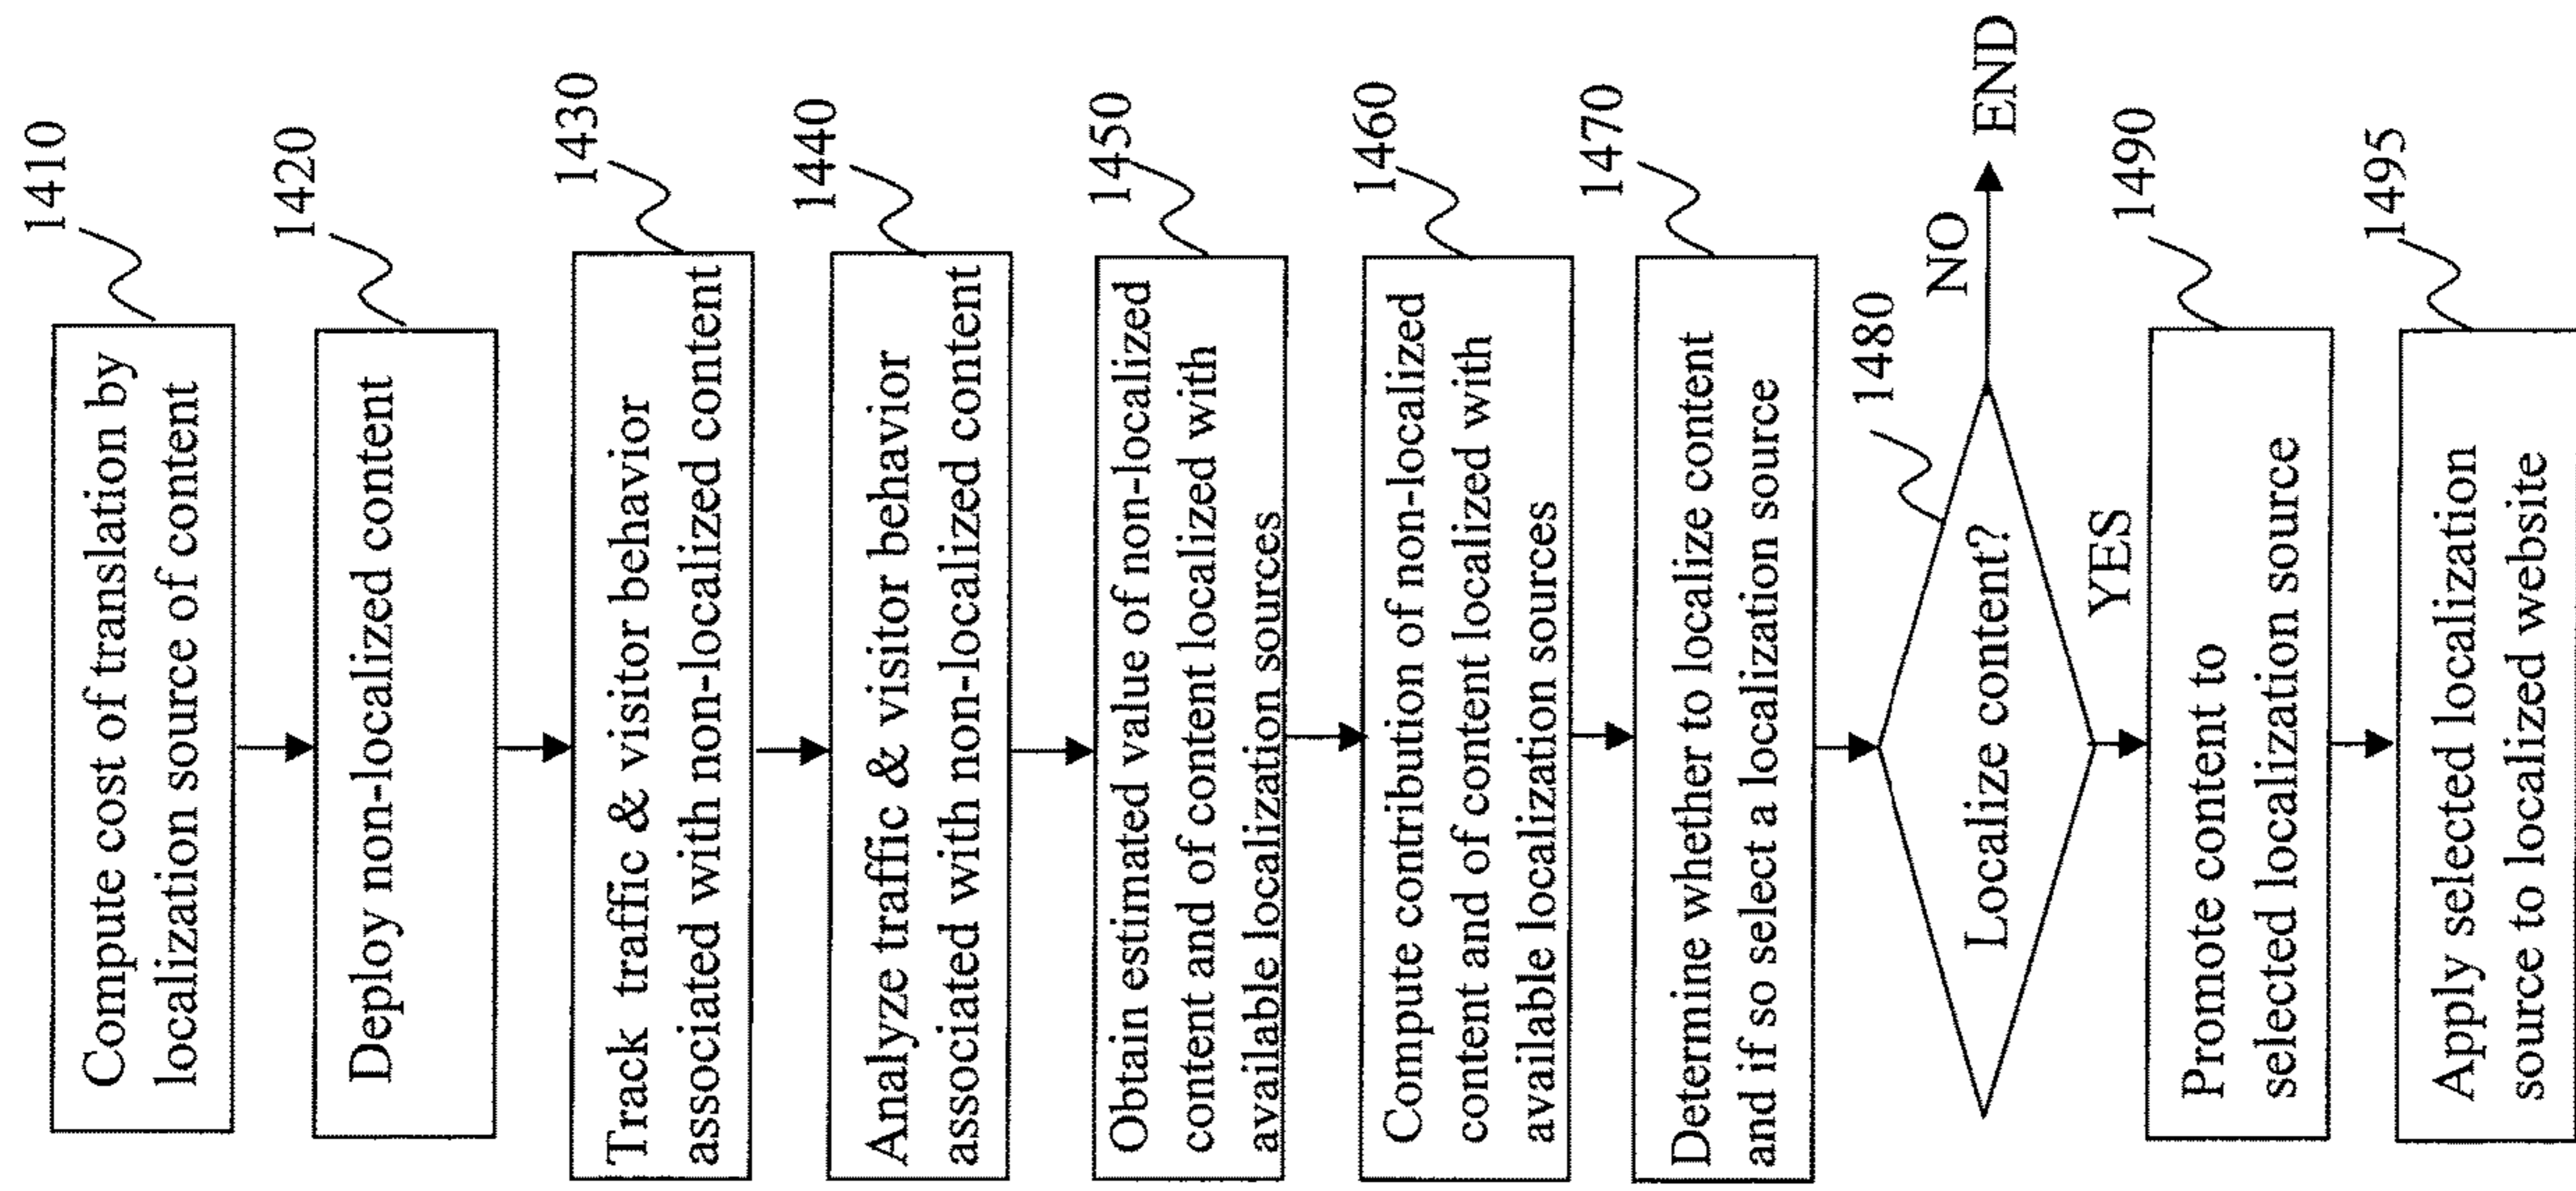 1410
Compute cost of translation by
localization source of content
1420
Deploy non-localized content
1430
Track traffic & visitor behavior
associated with non-localized content
1440
Analyze traffic & visitor behavior
associated with non-localized content
1450
Obtain estimated value of non-localized
content and of content localized with
available localization sources
1460
Compute contribution of non-localized
content and of content localized with
available localization sources
1470
Determine whether to localize content
and if so select a localization source
1480
Localize content?
NO
END
YES
1490
Promote content to
selected localization source
1495
Apply selected localization
source to localized website